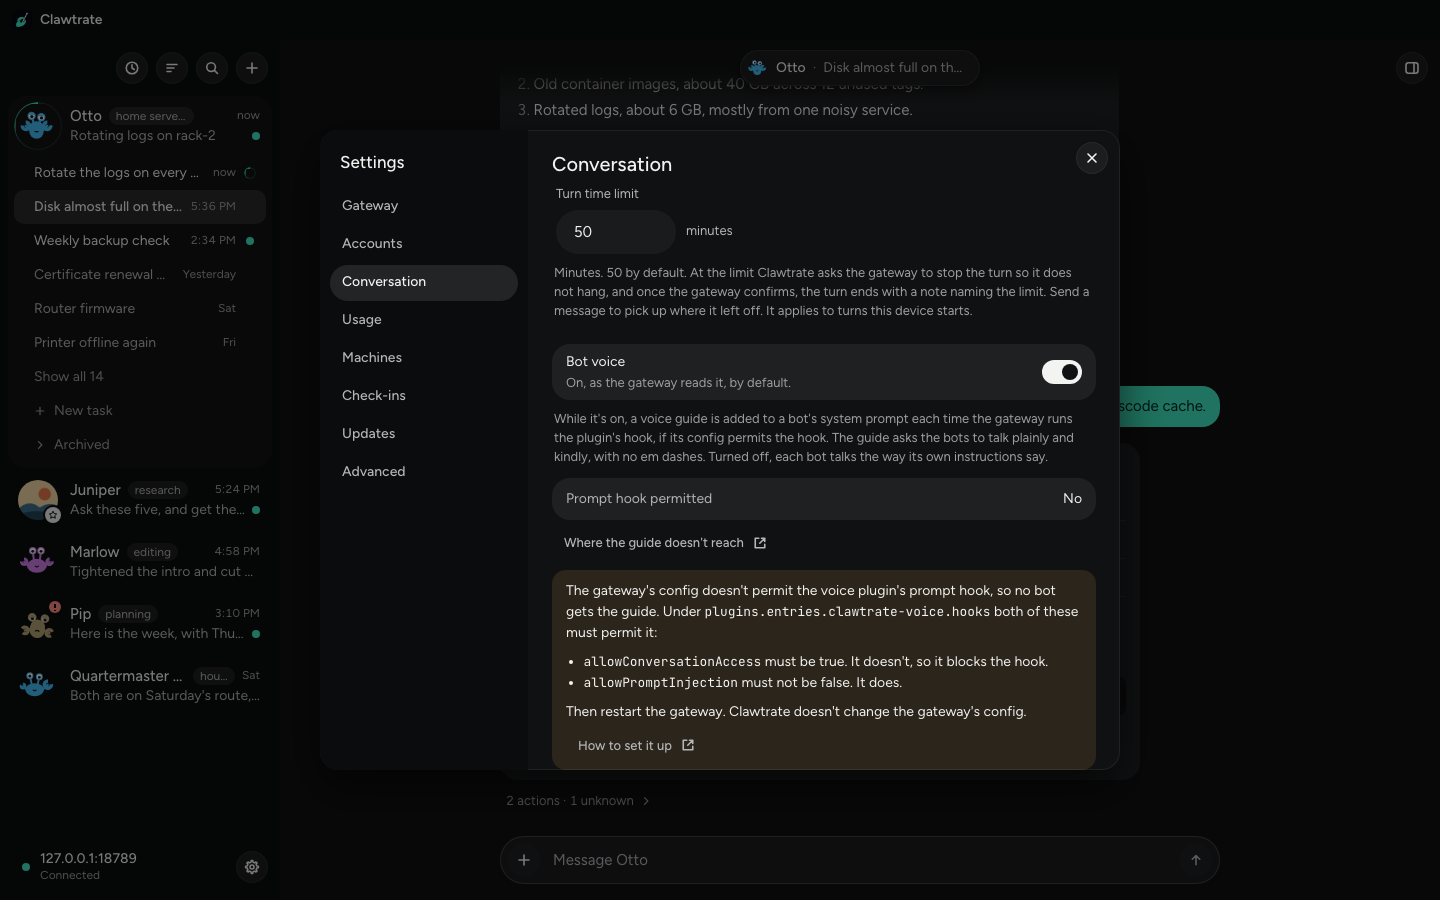 Clawtrate
Otto
home serve...
now
Rotating logs on rack-2
Rotate the logs on every ...
now
Disk almost full on the...
5:36 PM
Weekly backup check
2:34 PM
Certificate renewal ...
Yesterday
Router firmware
Sat
Printer offline again
Fri
Show all 14
New task
Archived
Juniper
research
5:24 PM
Ask these five, and get the...
Marlow
editing
4:58 PM
Tightened the intro and cut ...
Pip
planning
3:10 PM
Here is the week, with Thu...
Quartermaster ...
hou...
Sat
Both are on Saturday's route,...
127.0.0.1:18789
Connected
Otto · Disk almost full on th...
2. Old container images, about 40 GB across 12 unused tags.
3. Rotated logs, about 6 GB, mostly from one noisy service.
Settings
Gateway
Accounts
Conversation
Usage
Machines
Check-ins
Updates
Advanced
Conversation
Turn time limit
50
minutes
Minutes. 50 by default. At the limit Clawtrate asks the gateway to stop the turn so it does
not hang, and once the gateway confirms, the turn ends with a note naming the limit. Send a
message to pick up where it left off. It applies to turns this device starts.
Bot voice
On, as the gateway reads it, by default.
While it's on, a voice guide is added to a bot's system prompt each time the gateway runs
the plugin's hook, if its config permits the hook. The guide asks the bots to talk plainly and
kindly, with no em dashes. Turned off, each bot talks the way its own instructions say.
Prompt hook permitted
No
Where the guide doesn't reach
The gateway's config doesn't permit the voice plugin's prompt hook, so no bot
gets the guide. Under plugins.entries.clawtrate-voice.hooks both of these
must permit it:
• allowConversationAccess must be true. It doesn't, so it blocks the hook.
• allowPromptInjection must not be false. It does.
Then restart the gateway. Clawtrate doesn't change the gateway's config.
How to set it up
scode cache.
2 actions · 1 unknown
Message Otto